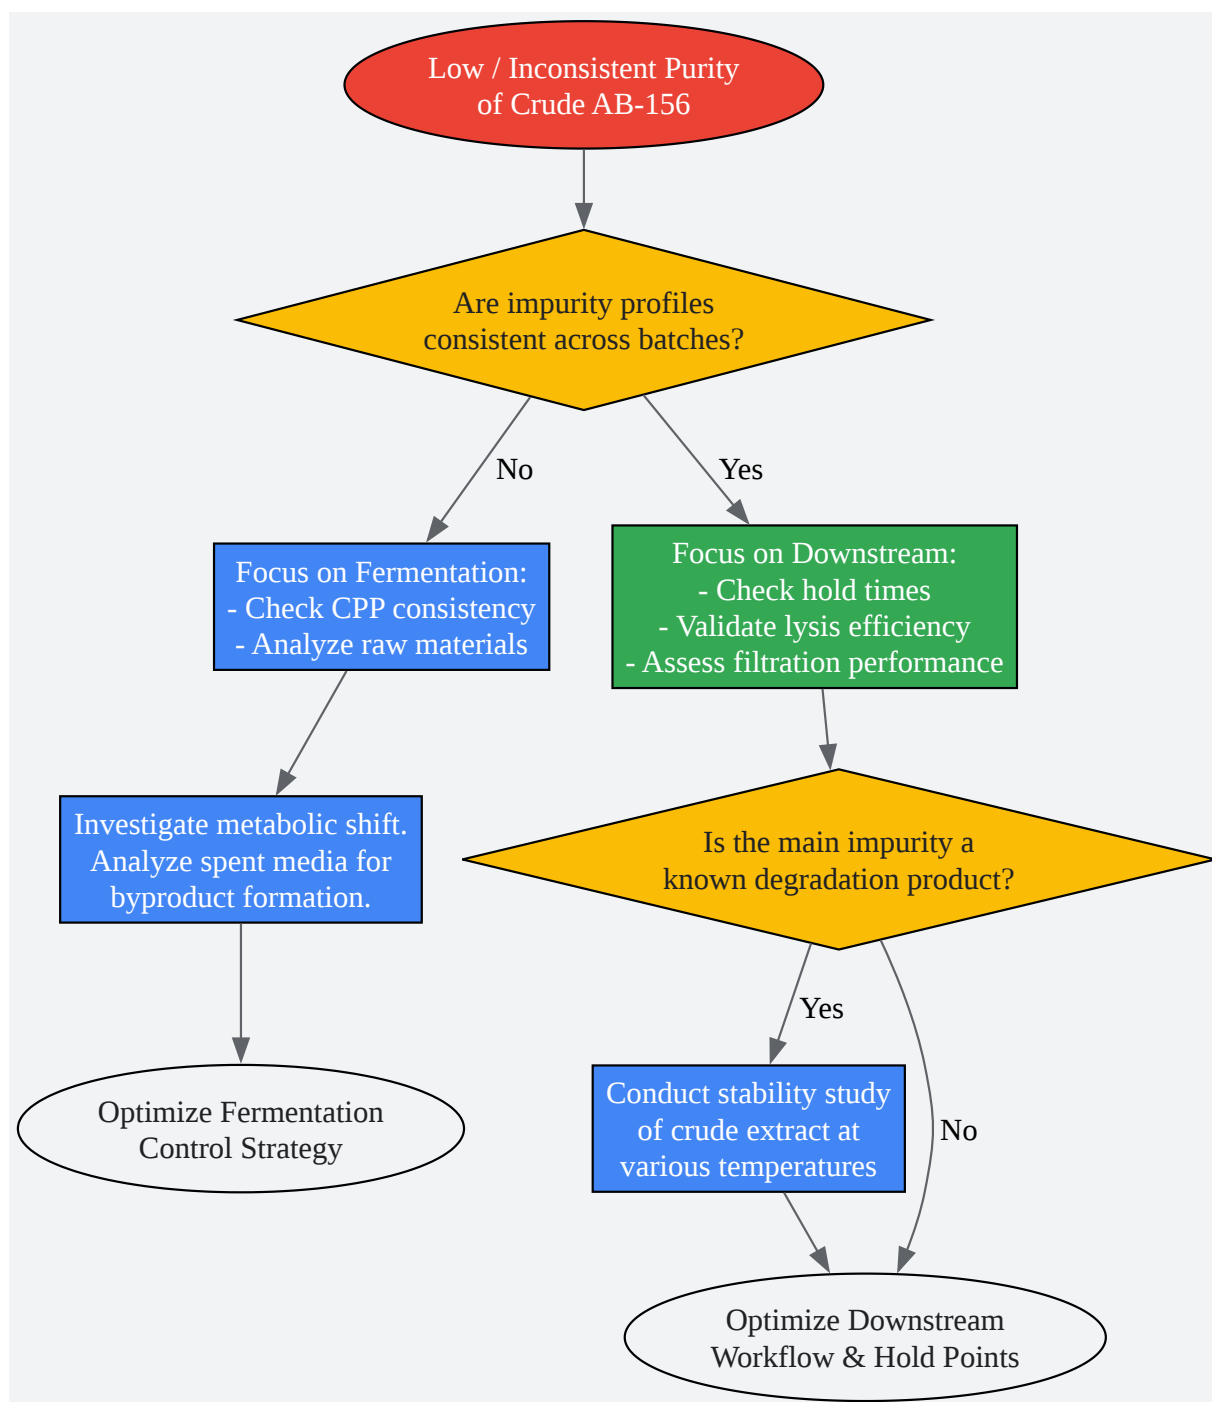 Low / Inconsistent Purity
of Crude AB-156
Are impurity profiles
consistent across batches?
No
Yes
Focus on Fermentation:
- Check CPP consistency
- Analyze raw materials
Focus on Downstream:
- Check hold times
- Validate lysis efficiency
- Assess filtration performance
Investigate metabolic shift.
Analyze spent media for
byproduct formation.
Is the main impurity a
known degradation product?
Yes
No
Conduct stability study
of crude extract at
various temperatures
Optimize Fermentation
Control Strategy
Optimize Downstream
Workflow & Hold Points